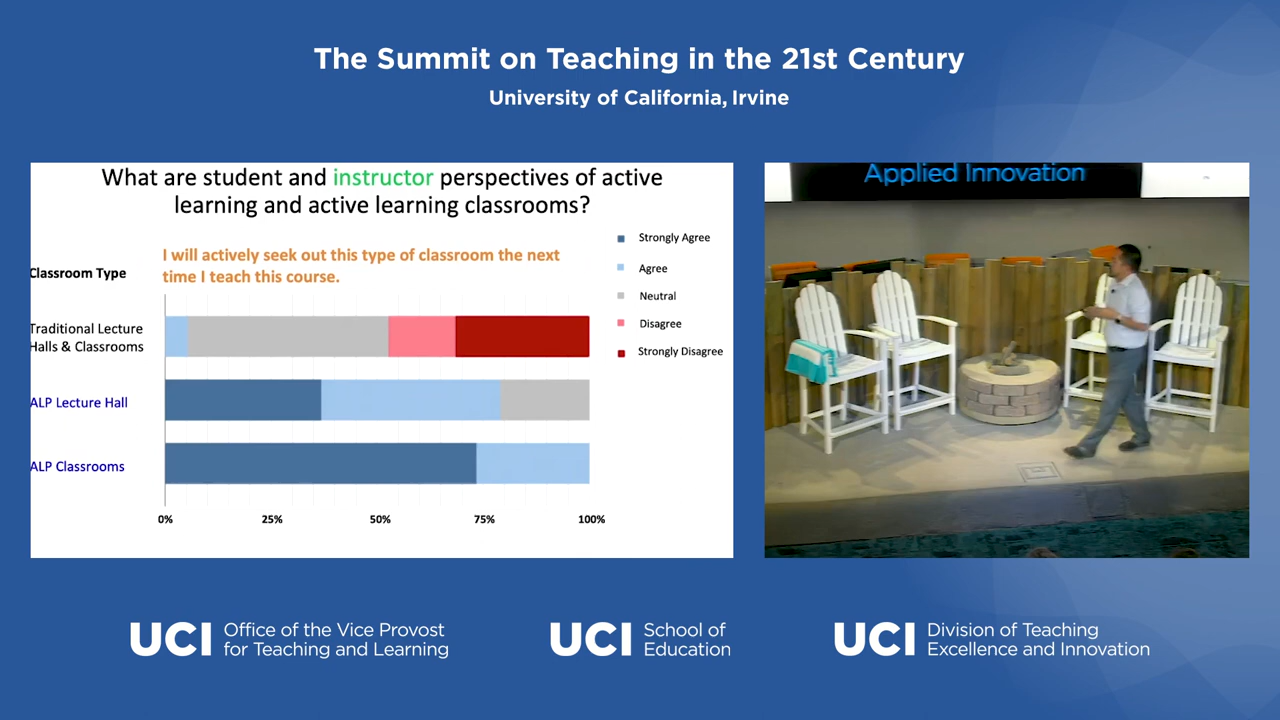 The Summit on Teaching in the 21st Century
University of California, Irvine
What are student and instructor perspectives of active
learning and active learning classrooms?
I will actively seek out this type of classroom the next
time I teach this course.
Classroom Type
Strongly Agree
Agree
Neutral
Disagree
Strongly Disagree
Traditional Lecture
Halls & Classrooms
ALP Lecture Hall
ALP Classrooms
0% 25% 50% 75% 100%
Applied Innovation
UCI Office of the Vice Provost
for Teaching and Learning
UCI School of
Education
UCI Division of Teaching
Excellence and Innovation